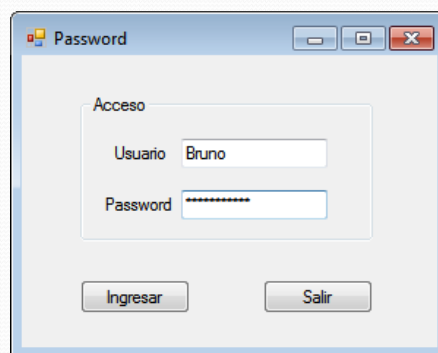 Password
Acceso
Usuario Bruno
Password ***********
Ingresar Salir